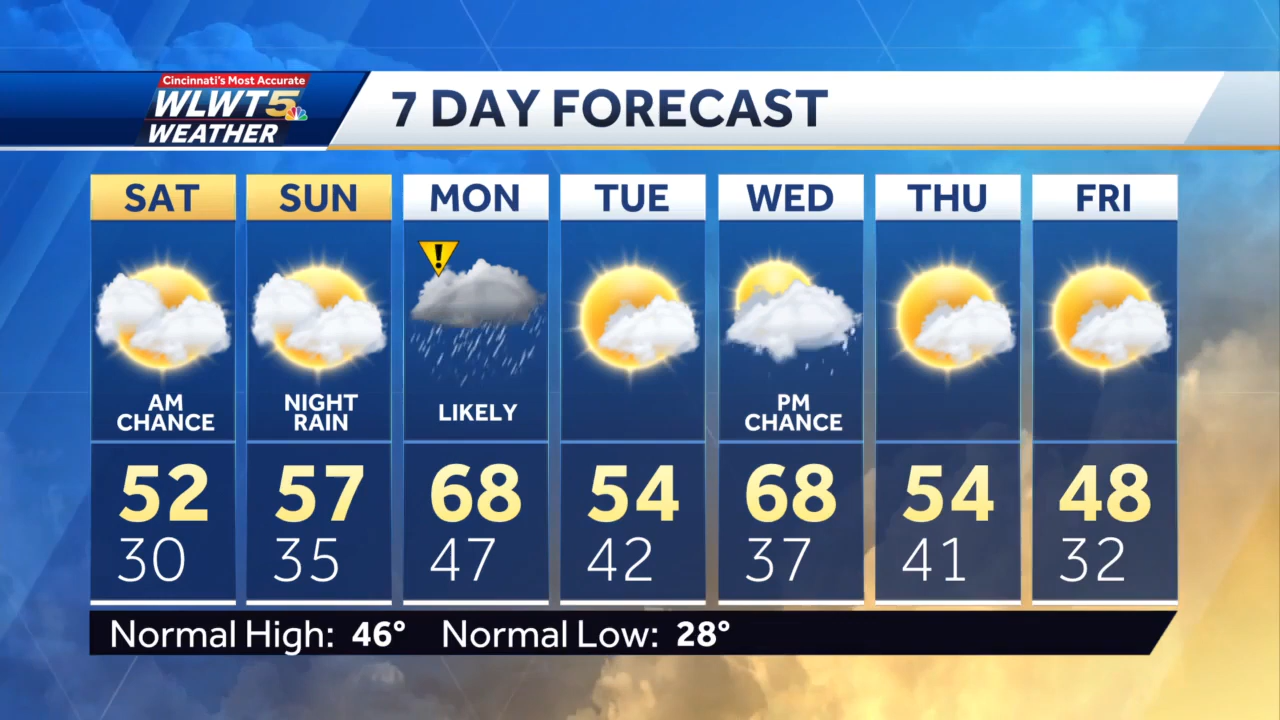 Cincinnati's Most Accurate
WLWT5
WEATHER
7 DAY FORECAST
SAT SUN MON TUE WED THU FRI
!
AM CHANCE
NIGHT RAIN
LIKELY
PM CHANCE
52 57 68 54 68 54 48
30 35 47 42 37 41 32
Normal High: 46° Normal Low: 28°